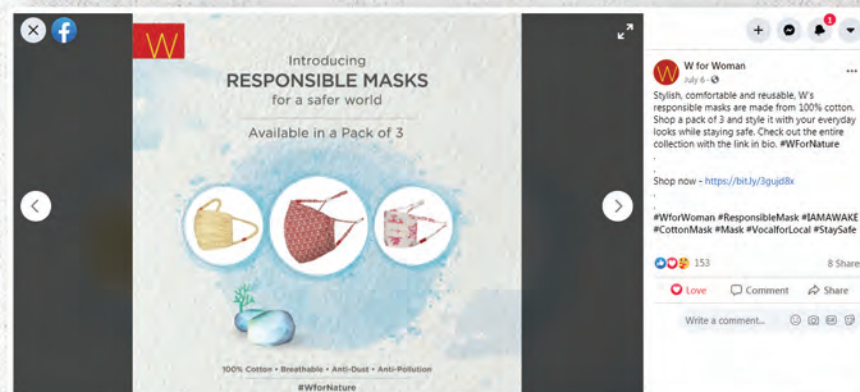 W
Introducing
RESPONSIBLE MASKS
for a safer world
Available in a Pack of 3
100% Cotton • Breathable • Anti-Dust • Anti-Pollution
#WforNature
1
W
W for Woman
July 6 ·
Stylish, comfortable and reusable, W's
responsible masks are made from 100% cotton.
Shop a pack of 3 and style it with your everyday
looks while staying safe. Check out the entire
collection with the link in bio. #WForNature
.
.
Shop now - https://bit.ly/3gujd8x
.
.
#WforWoman #ResponsibleMask #IAMAWAKE
#CottonMask #Mask #VocalforLocal #StaySafe
153
8 Share
Love Comment Share
Write a comment...